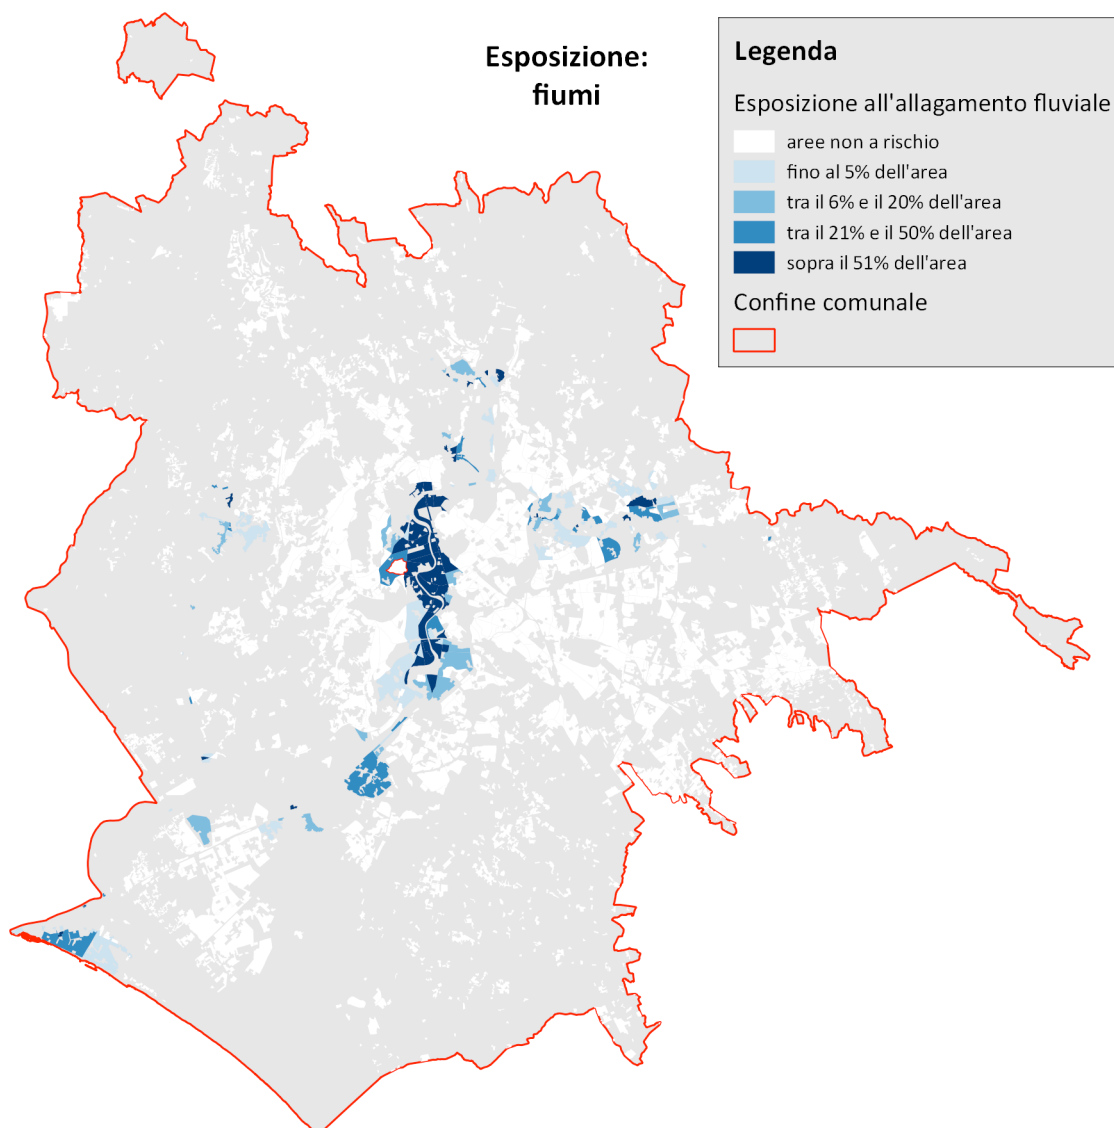 Esposizione:
fiumi
Legenda
Esposizione all'allagamento fluviale
aree non a rischio
fino al 5% dell'area
tra il 6% e il 20% dell'area
tra il 21% e il 50% dell'area
sopra il 51% dell'area
Confine comunale